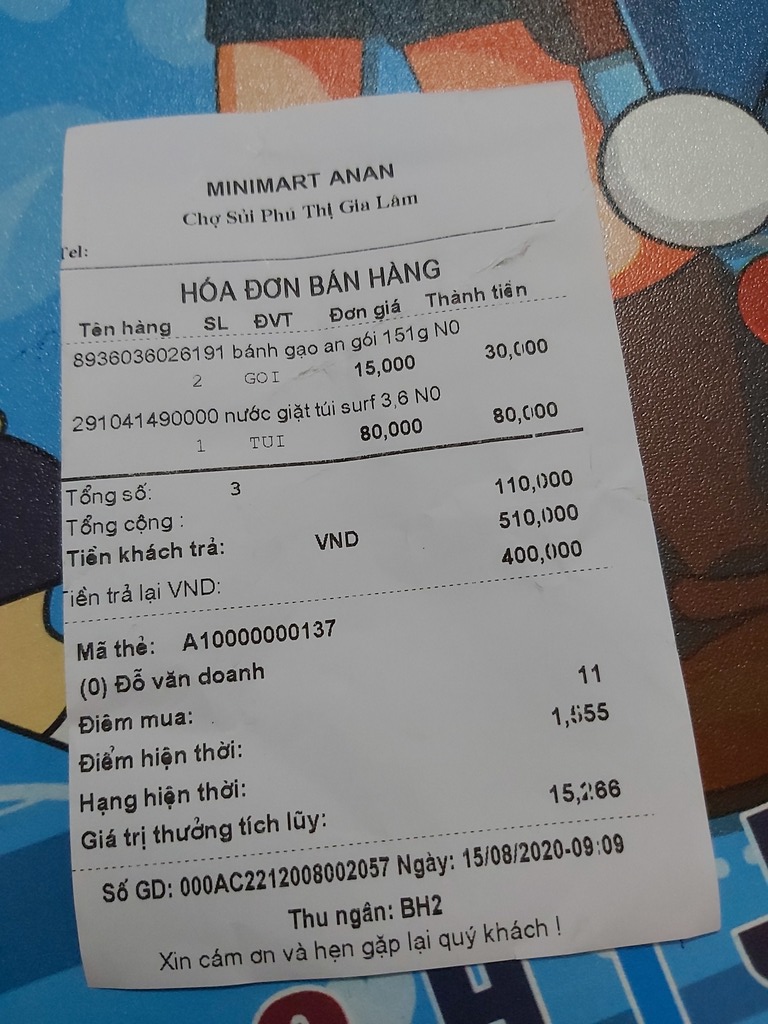 MINIMART ANAN
Chợ Sủi Phú Thị Gia Lâm
Tel:
HÓA ĐƠN BÁN HÀNG
Tên hàng SL ĐVT Đơn giá Thành tiền
8936036026191 bánh gạo an gói 151g N0
2 GOI 15,000 30,000
291041490000 nước giặt túi surf 3,6 N0
1 TUI 80,000 80,000
Tổng số: 3
Tổng cộng : 110,000
Tiền khách trả: VND 510,000
Tiền trả lại VND: 400,000
Mã thẻ: A10000000137
(0) Đỗ văn doanh
Điểm mua: 11
Điểm hiện thời: 1,555
Hạng hiện thời:
Giá trị thưởng tích lũy: 15,266
Số GD: 000AC2212008002057 Ngày: 15/08/2020-09:09
Thu ngân: BH2
Xin cám ơn và hẹn gặp lại quý khách !